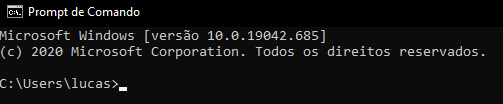 Prompt de Comando
Microsoft Windows [versão 10.0.19042.685]
(c) 2020 Microsoft Corporation. Todos os direitos reservados.
C:\Users\lucas>